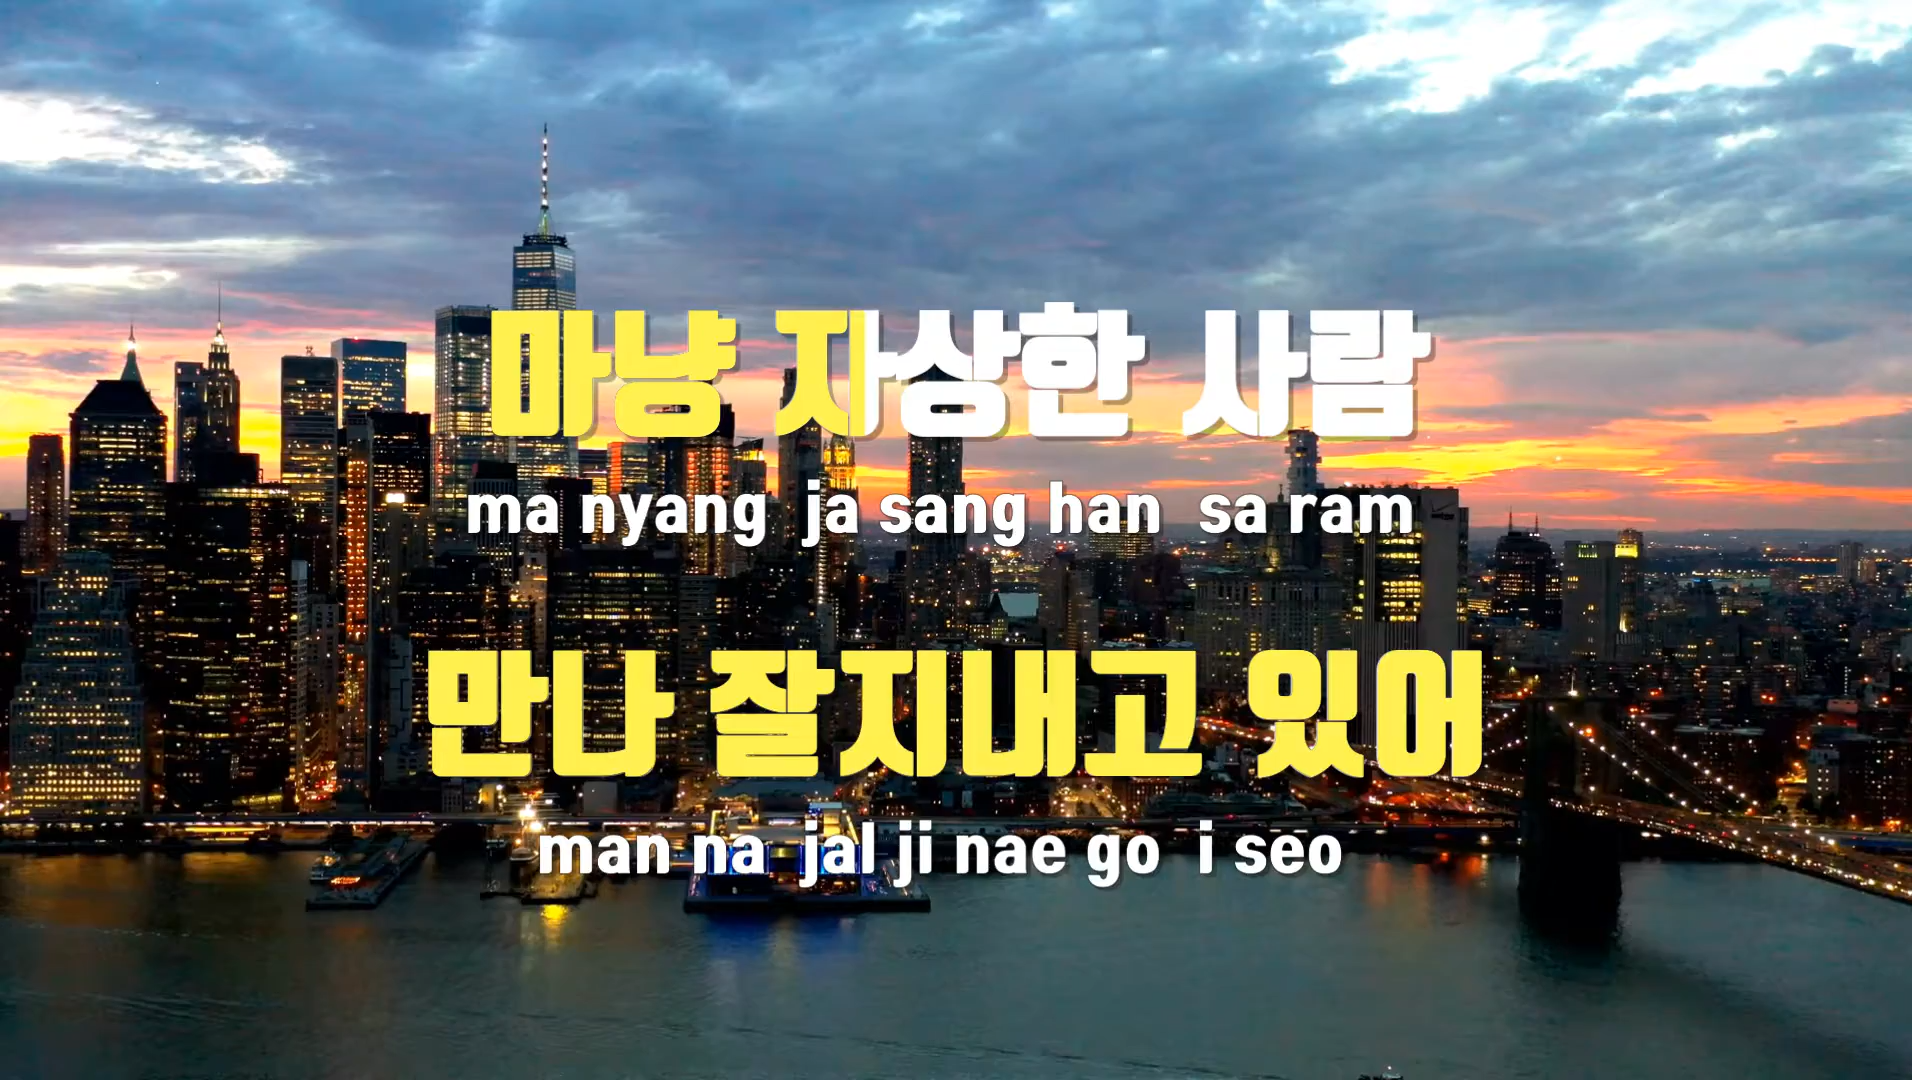 마냥 자상한 사람
ma nyang ja sang han sa ram
만나 잘지내고 있어
man na jal ji nae go i seo